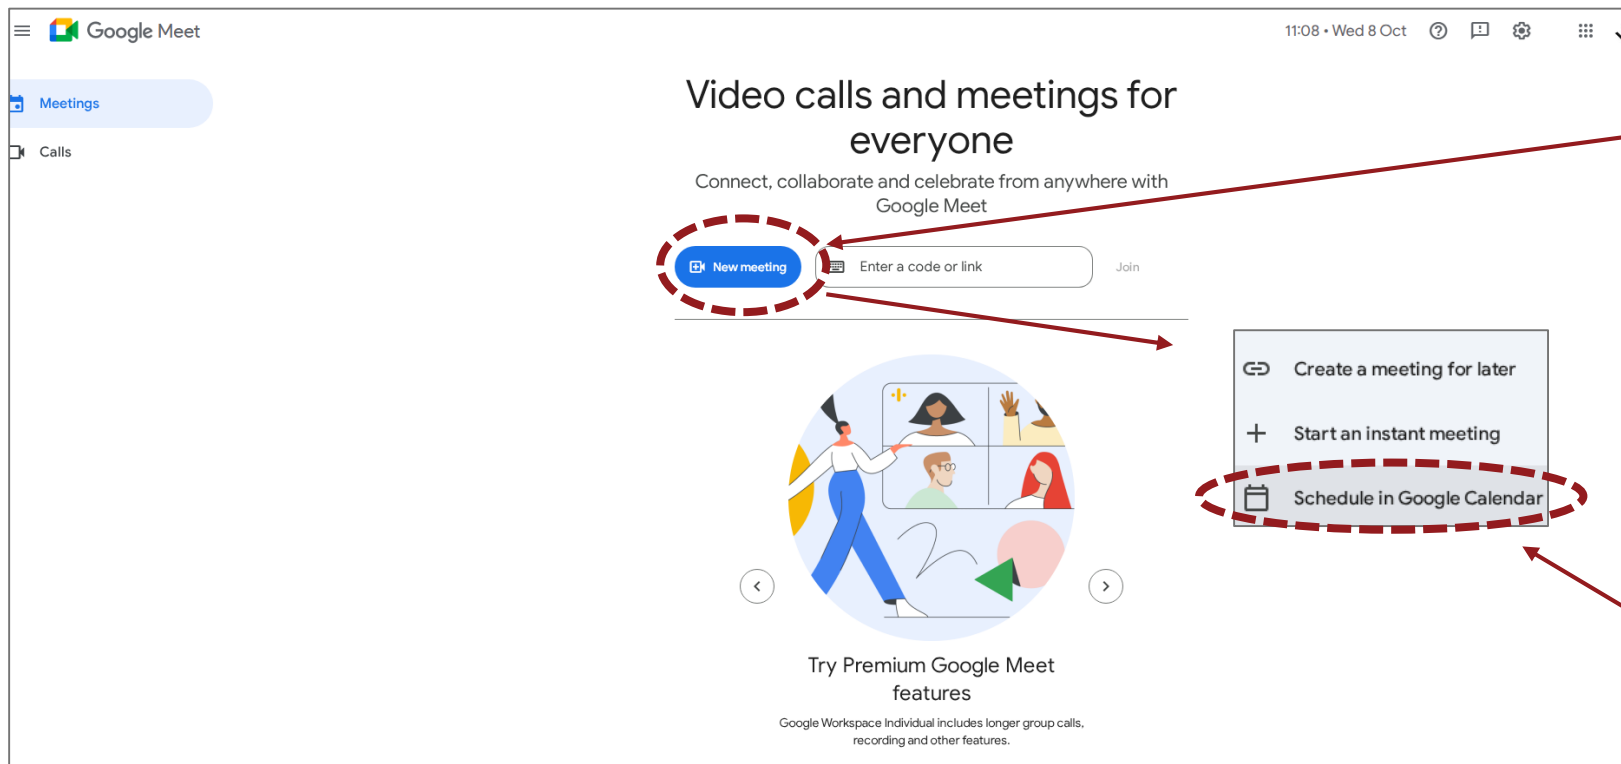 Google Meet
11:08 • Wed 8 Oct
Meetings
Calls
Video calls and meetings for
everyone
Connect, collaborate and celebrate from anywhere with
Google Meet
New meeting
Enter a code or link
Join
Create a meeting for later
Start an instant meeting
Schedule in Google Calendar
Try Premium Google Meet
features
Google Workspace Individual includes longer group calls,
recording and other features.